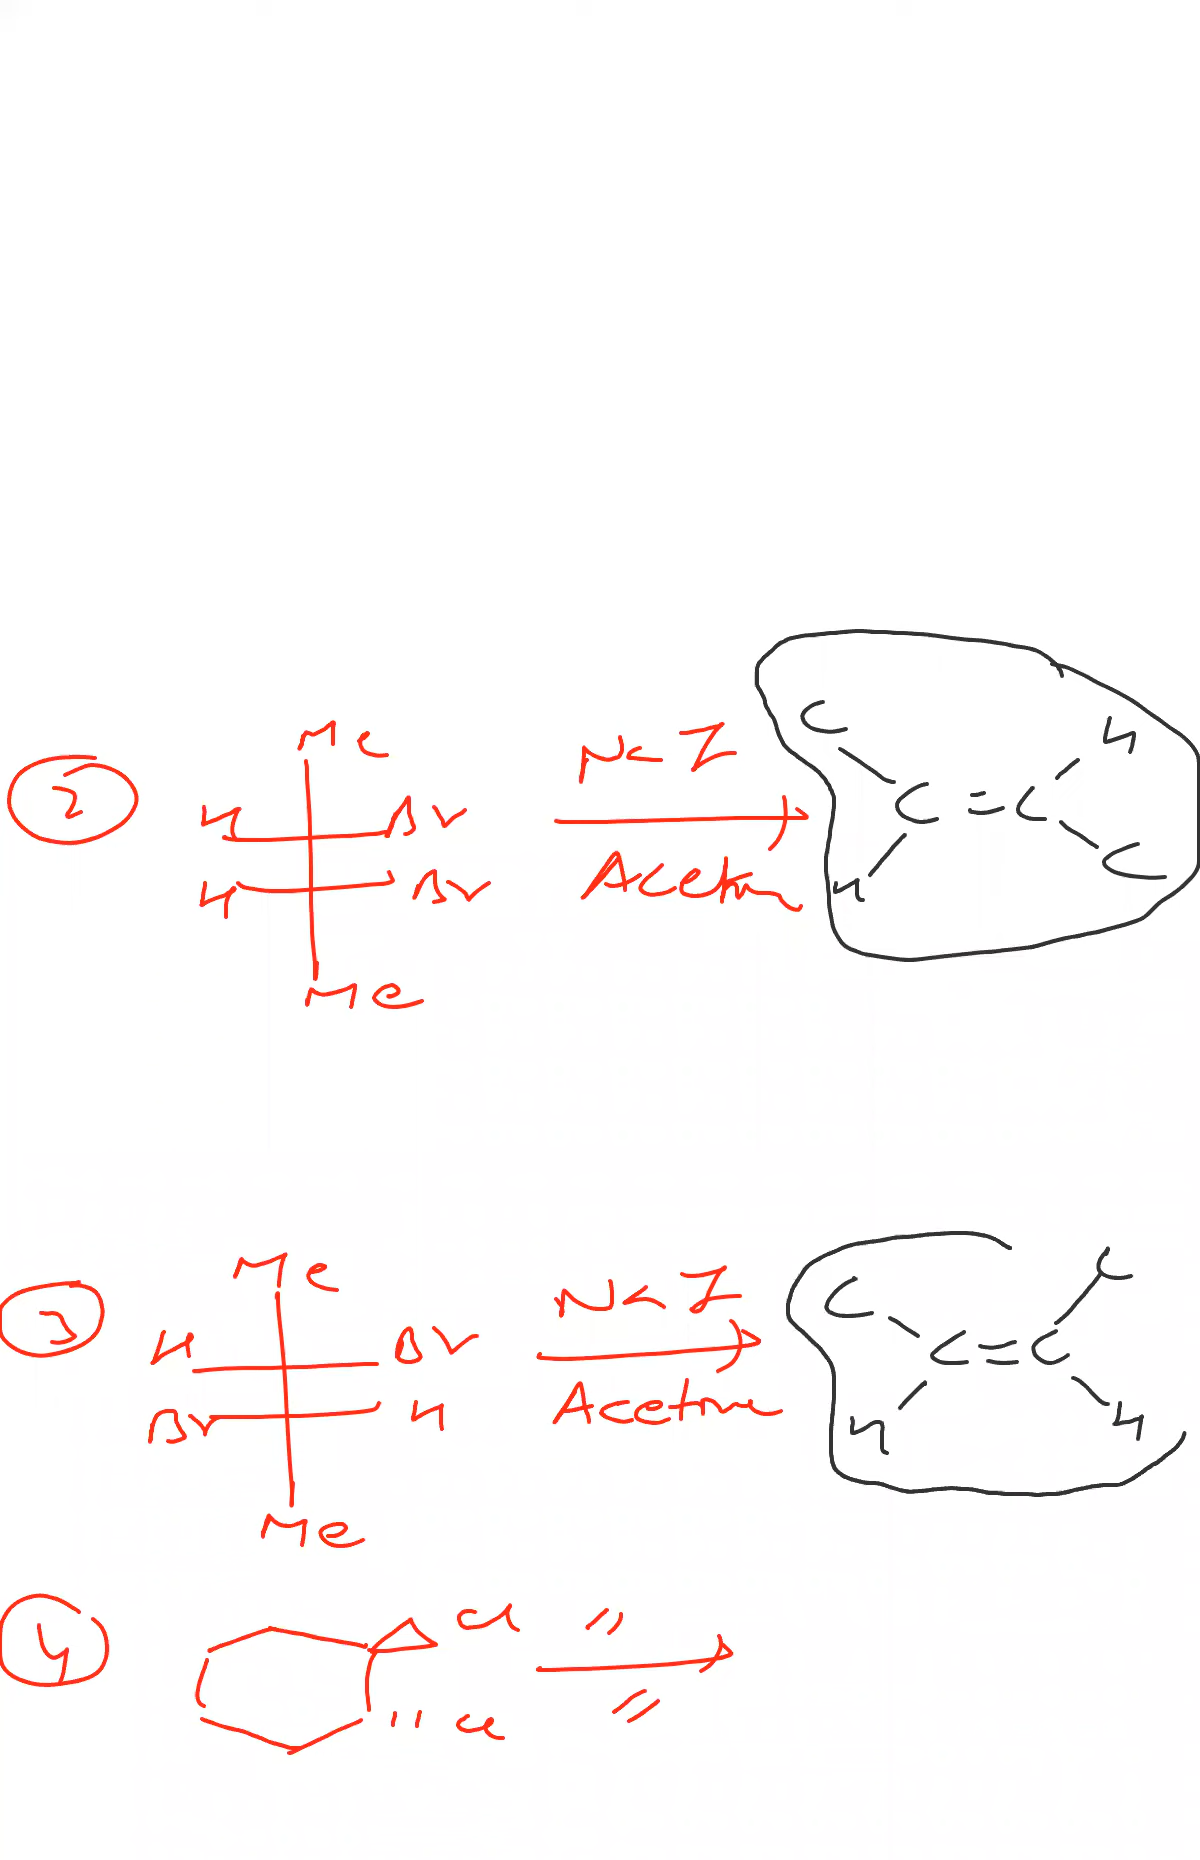 2
Me
H Br
H Br
Me
NaI
Acetone
C H
C = C
H C
3
Me
H Br
Br H
Me
NaI
Acetone
C C
C = C
H H
4
Cl
" Cl
"
"